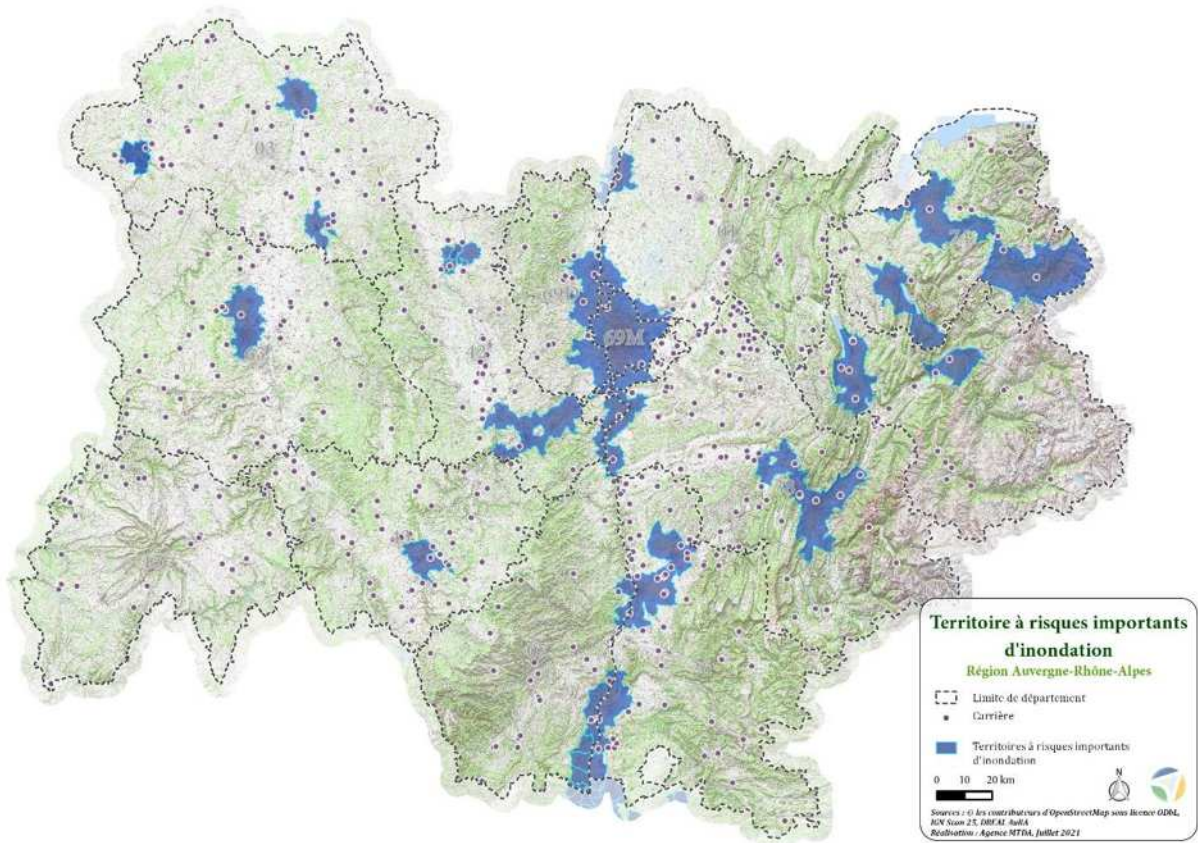 03
69M
Territoire à risques importants
d'inondation
Région Auvergne-Rhône-Alpes
Limite de département
Carrière
Territoires à risques importants
d'inondation
0 10 20 km
N
Sources : © les contributeurs d'OpenStreetMap sous licence ODbL,
IGN Scan 25, DREAL AuRA
Réalisation : Agence MTDA, Juillet 2021